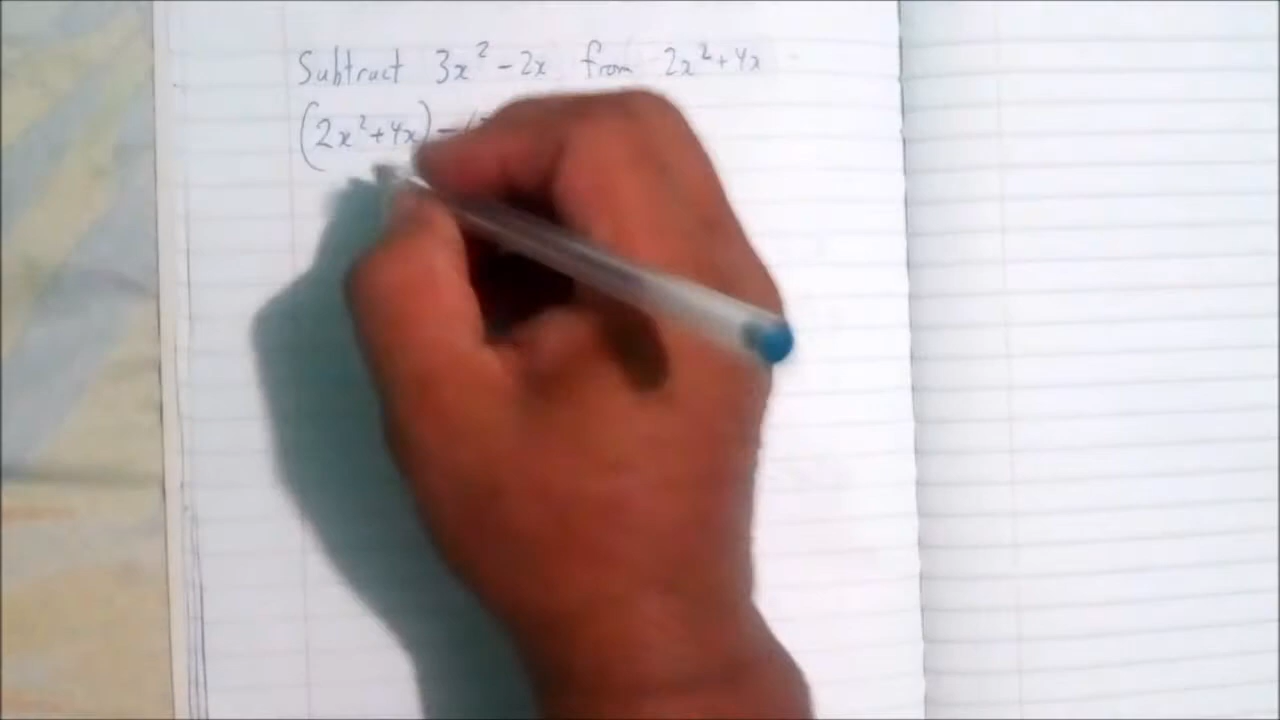 Subtract 3x² - 2x from 2x² + 4x
(2x² + 4x) - (